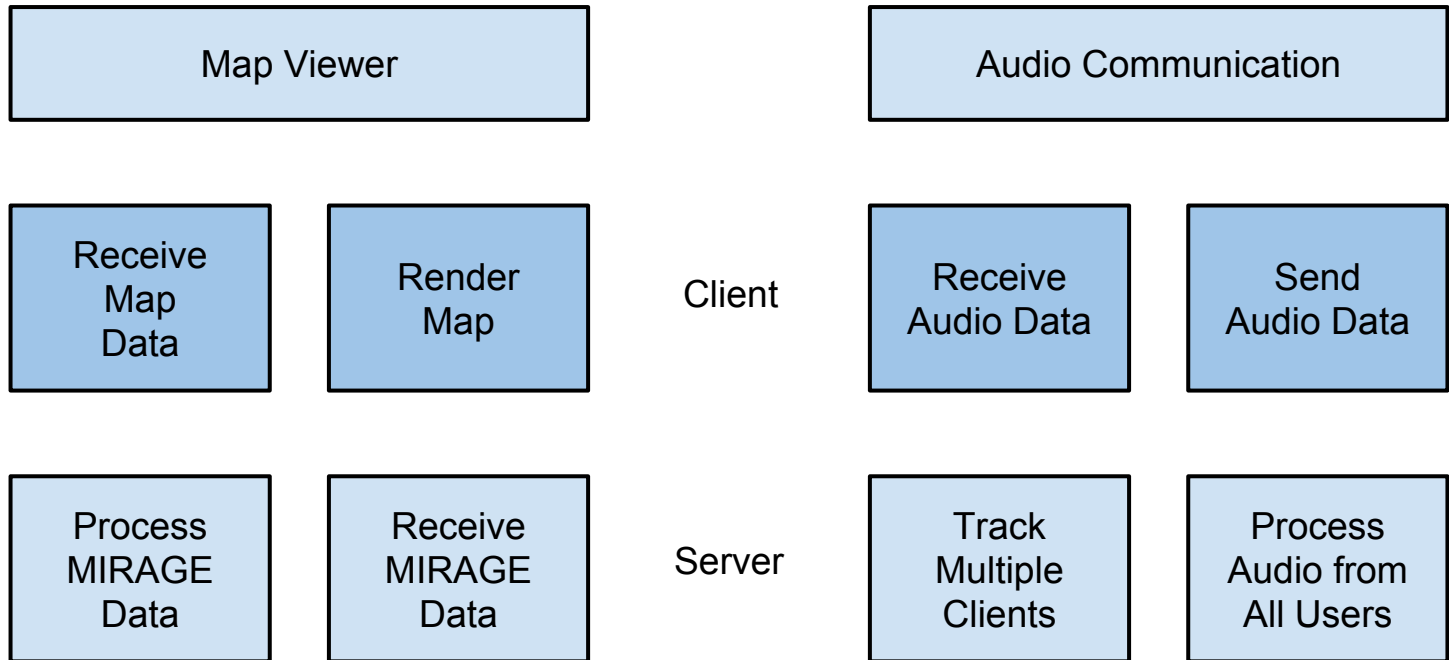 Map Viewer
Audio Communication
Receive
Map
Data
Render
Map
Client
Receive
Audio Data
Send
Audio Data
Process
MIRAGE
Data
Receive
MIRAGE
Data
Server
Track
Multiple
Clients
Process
Audio from
All Users